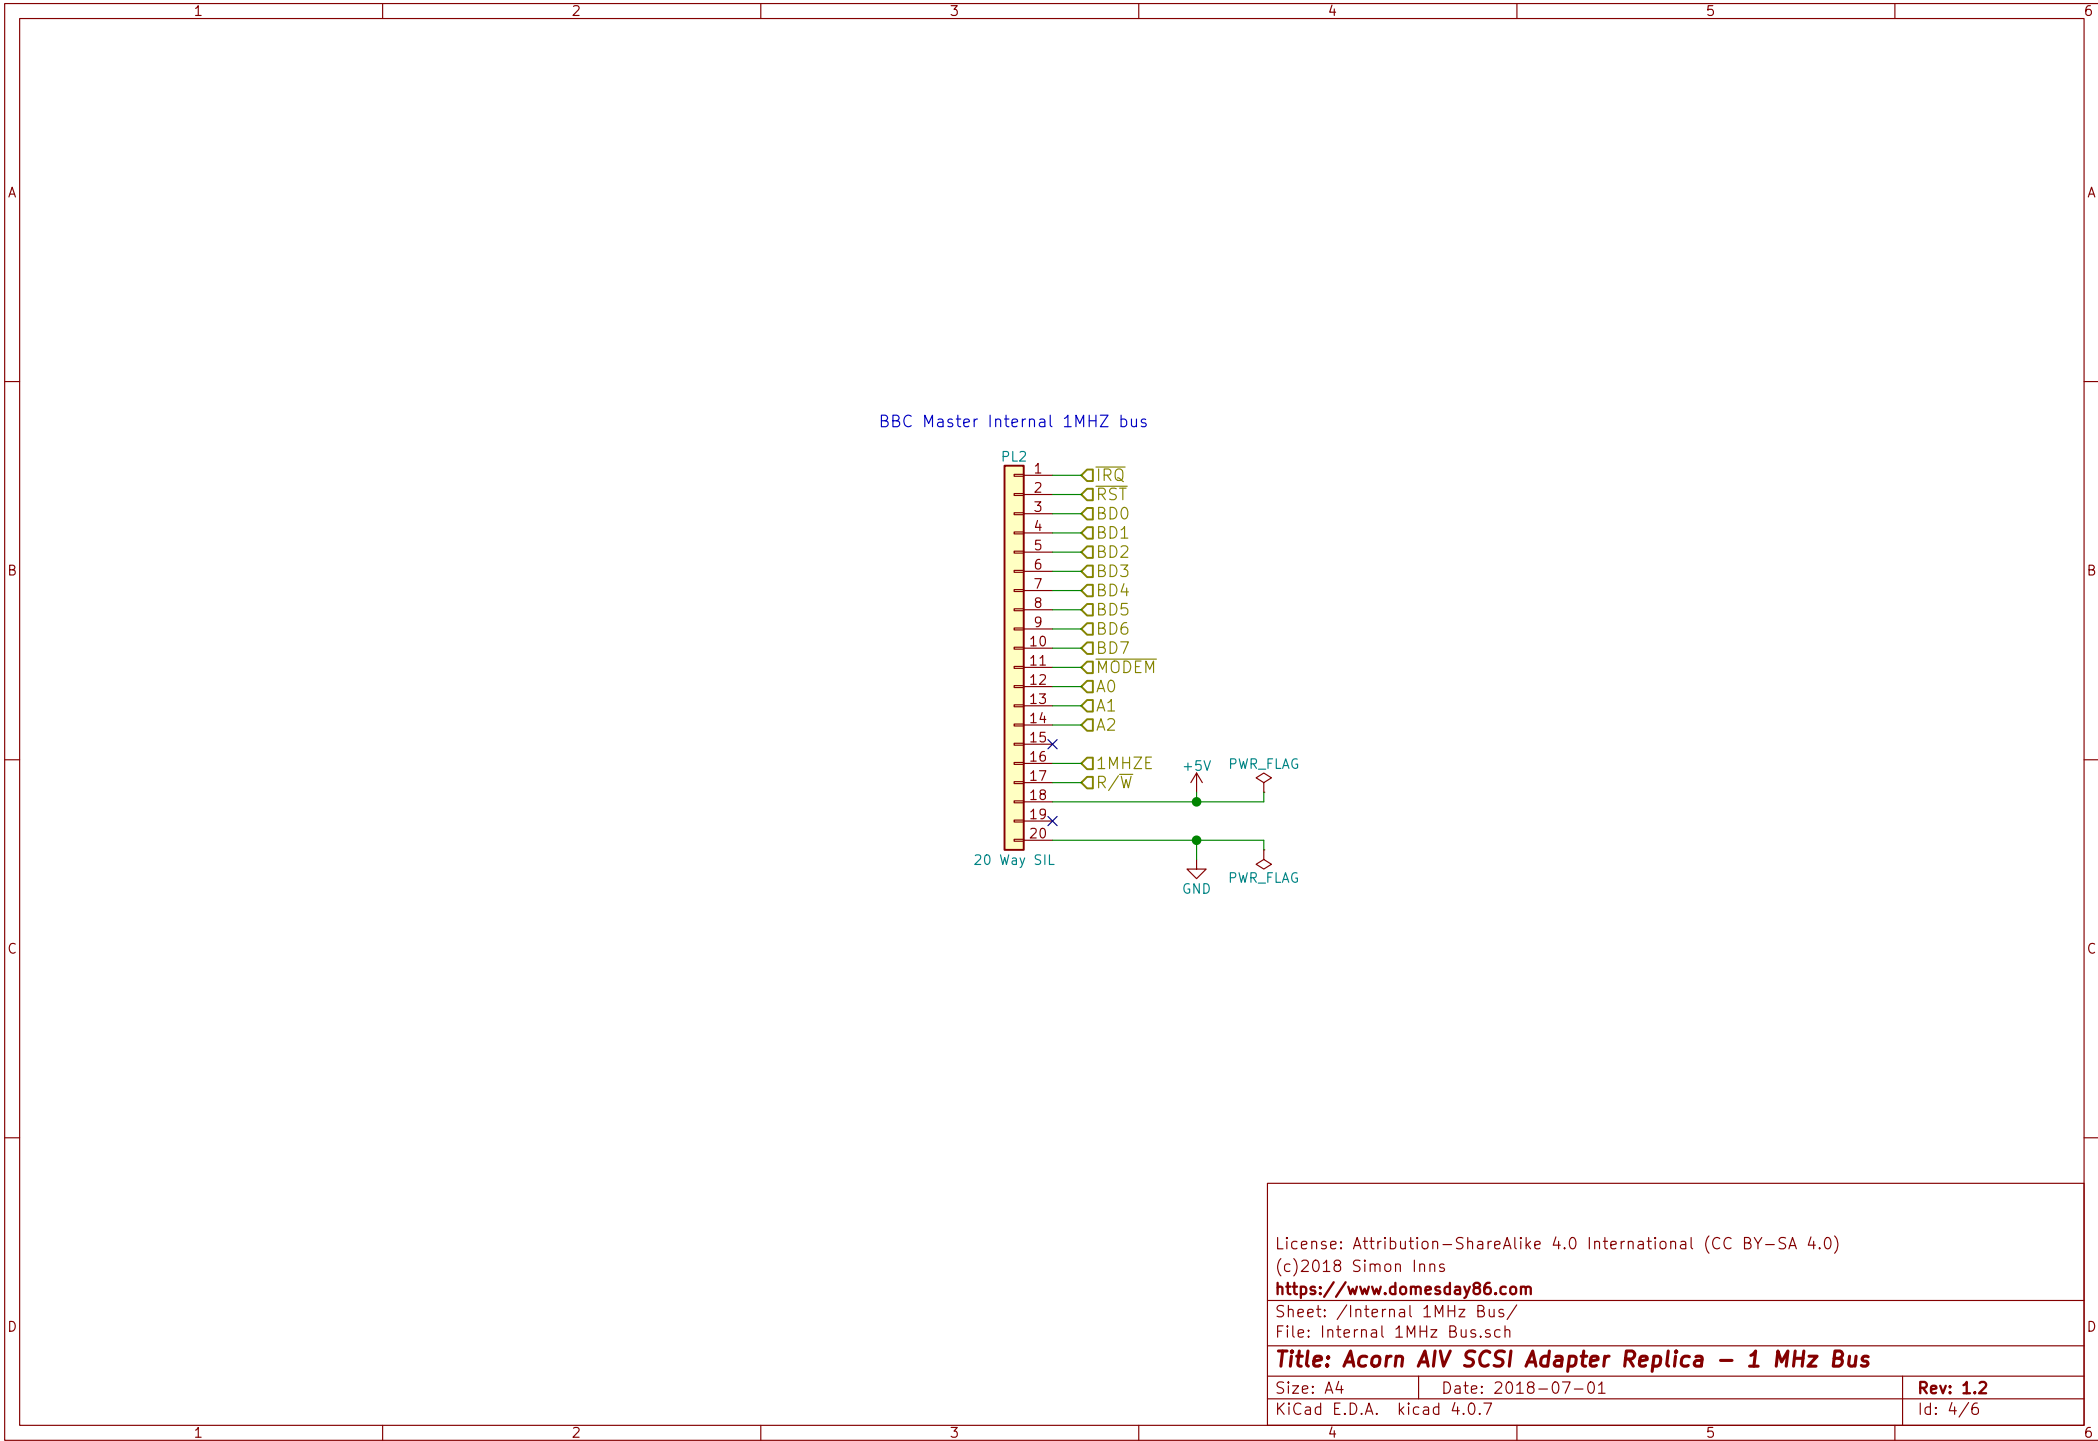 1 2 3 4 5 6
A A
BBC Master Internal 1MHZ bus
PL2
1 I̅R̅Q̅
2 R̅S̅T̅
3 BD0
4 BD1
5 BD2
6 BD3
B B
7 BD4
8 BD5
9 BD6
10 BD7
11 M̅O̅D̅E̅M̅
12 A0
13 A1
14 A2
15
16 1MHZE
+5V PWR_FLAG
17 R/W̅
18
19
20
20 Way SIL
PWR_FLAG
GND
C C
License: Attribution-ShareAlike 4.0 International (CC BY-SA 4.0)
(c)2018 Simon Inns
https://www.domesday86.com
Sheet: /Internal 1MHz Bus/
D D
File: Internal 1MHz Bus.sch
Title: Acorn AIV SCSI Adapter Replica - 1 MHz Bus
Size: A4 Date: 2018-07-01 Rev: 1.2
KiCad E.D.A. kicad 4.0.7 Id: 4/6
1 2 3 4 5 6